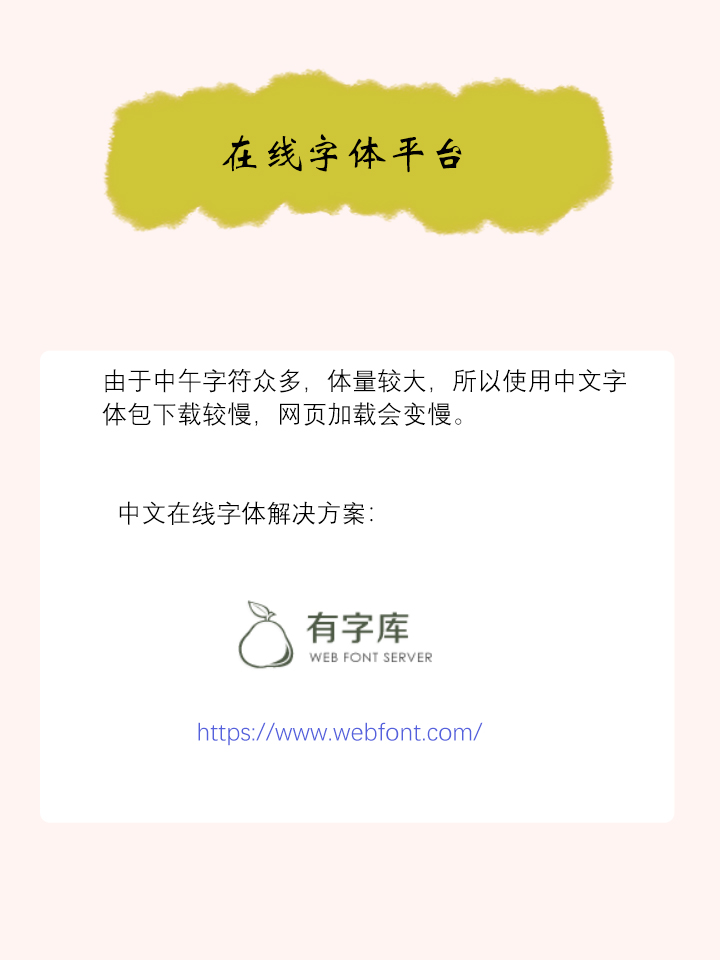 在线字体平台
由于中午字符众多，体量较大，所以使用中文字
体包下载较慢，网页加载会变慢。
中文在线字体解决方案：
有字库
WEB FONT SERVER
https://www.webfont.com/